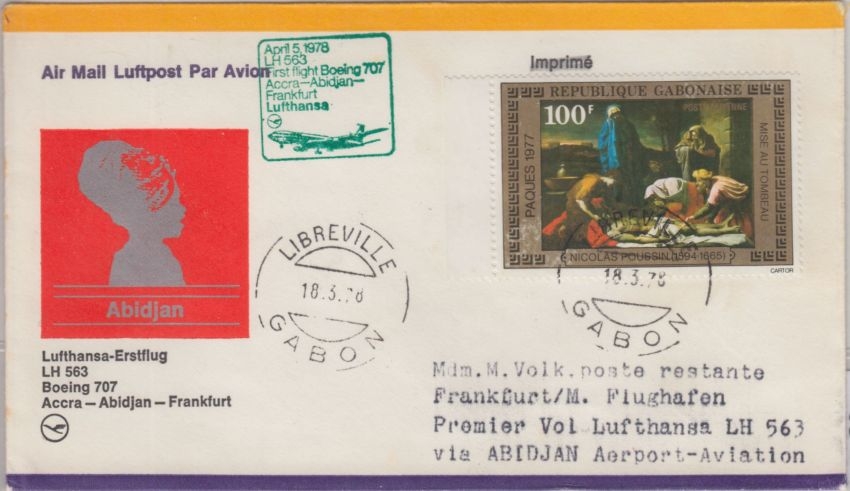 Air Mail Luftpost Par Avion
April 5, 1978
LH 563
First flight Boeing 707
Accra–Abidjan–
Frankfurt
Lufthansa
Imprimé
REPUBLIQUE GABONAISE
100F
POSTE AERIENNE
PAQUES 1977
MISE AU TOMBEAU
NICOLAS POUSSIN (1594-1665)
CARTOR
LIBREVILLE
18.3.78
GABON
LIBREVILLE
18.3.78
GABON
Abidjan
Lufthansa-Erstflug
LH 563
Boeing 707
Accra – Abidjan – Frankfurt
Mdm.M.Volk.poste restante
Frankfurt/M. Flughafen
Premier Vol Lufthansa LH 563
via ABIDJAN Aerport-Aviation